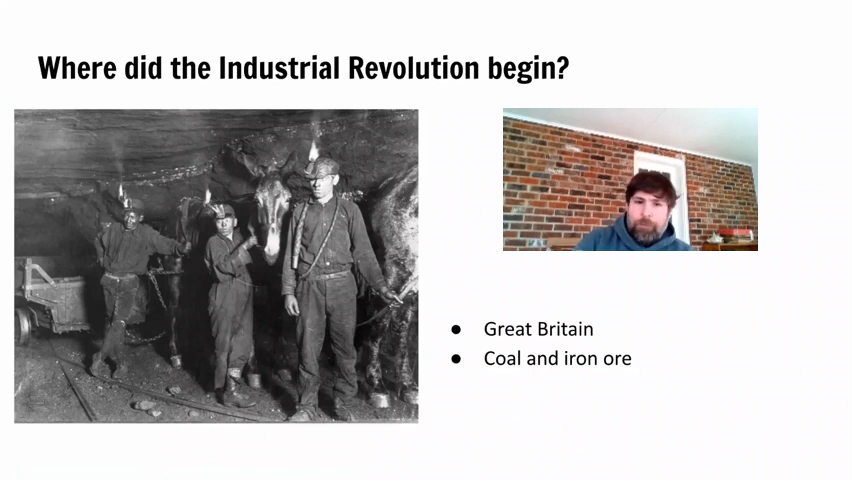 Where did the Industrial Revolution begin?
● Great Britain
● Coal and iron ore